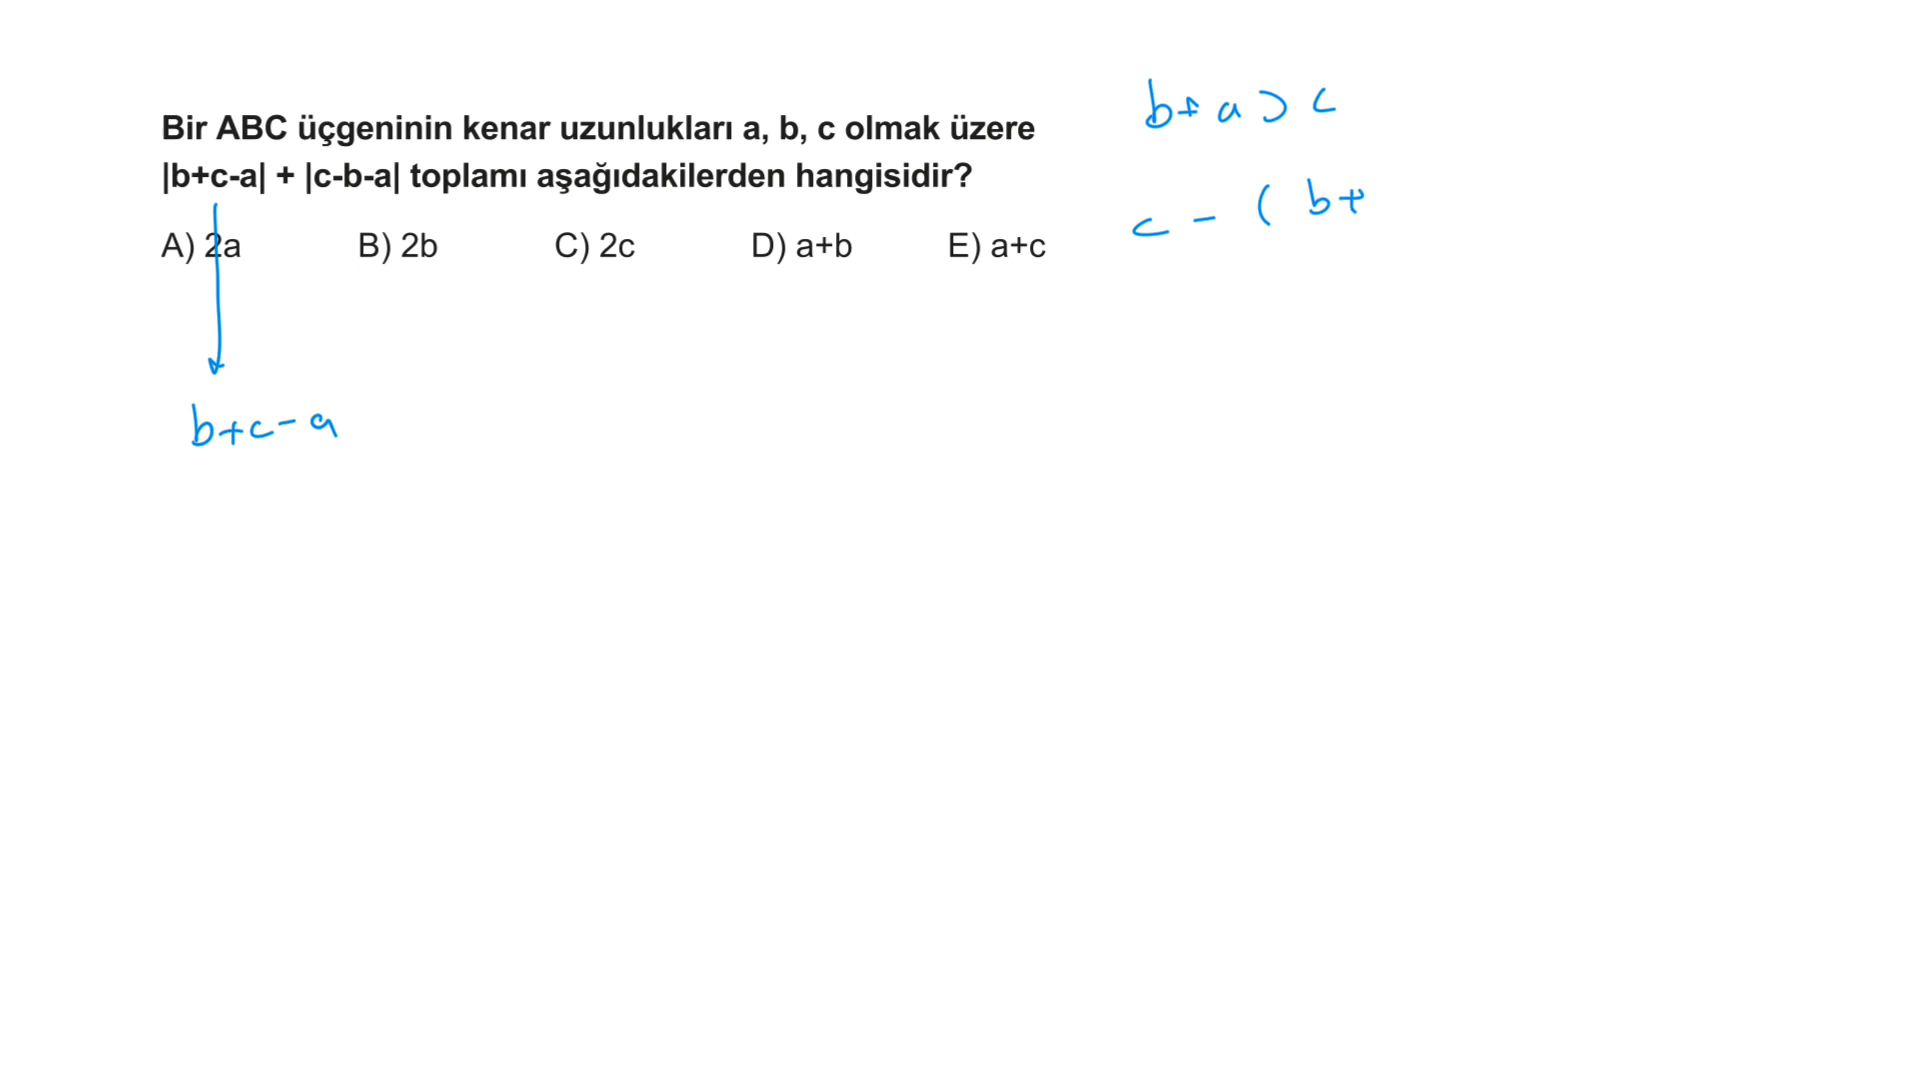 Bir ABC üçgeninin kenar uzunlukları a, b, c olmak üzere
|b+c-a| + |c-b-a| toplamı aşağıdakilerden hangisidir?
A) 2a B) 2b C) 2c D) a+b E) a+c
b+a > c
c - ( b+
b+c-a